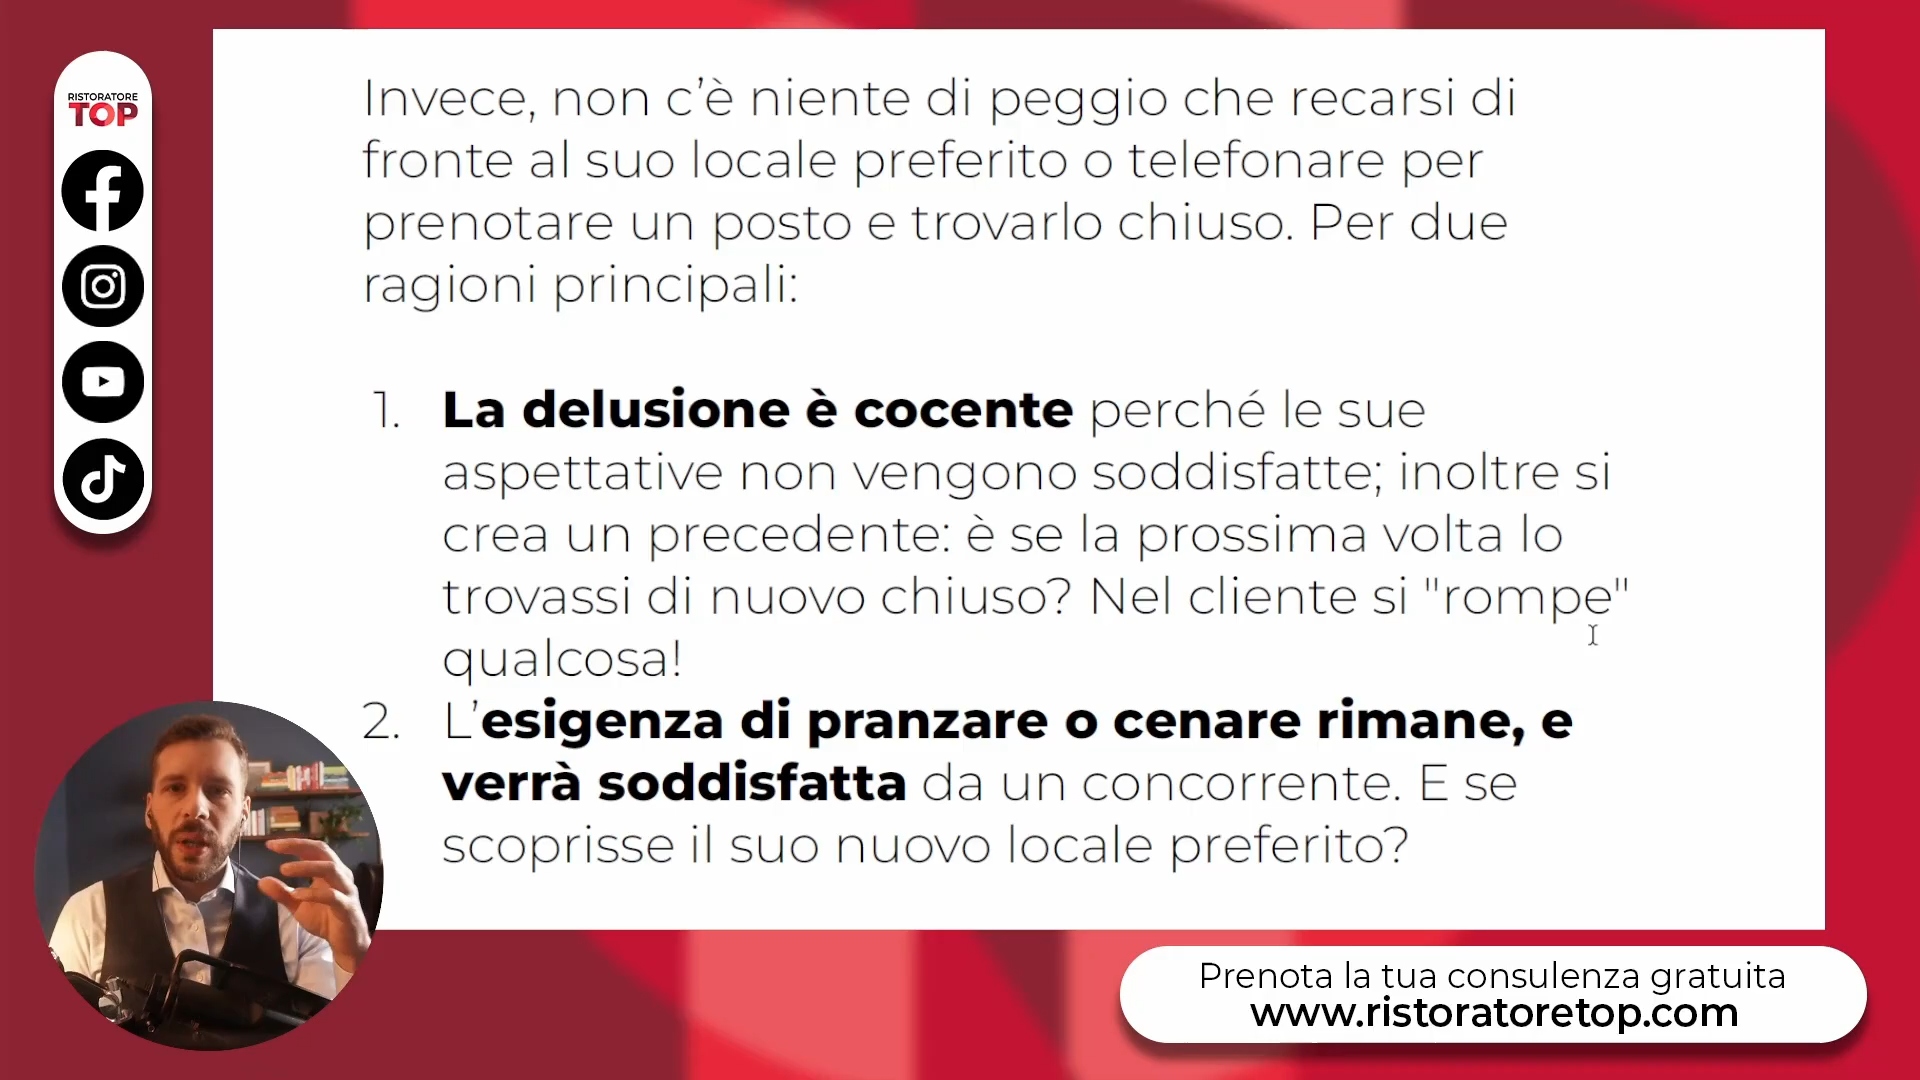 RISTORATORE
TOP
Invece, non c’è niente di peggio che recarsi di
fronte al suo locale preferito o telefonare per
prenotare un posto e trovarlo chiuso. Per due
ragioni principali:
1. La delusione è cocente perché le sue
aspettative non vengono soddisfatte; inoltre si
crea un precedente: è se la prossima volta lo
trovassi di nuovo chiuso? Nel cliente si "rompe"
qualcosa!
2. L’esigenza di pranzare o cenare rimane, e
verrà soddisfatta da un concorrente. E se
scoprisse il suo nuovo locale preferito?
Prenota la tua consulenza gratuita
www.ristoratoretop.com